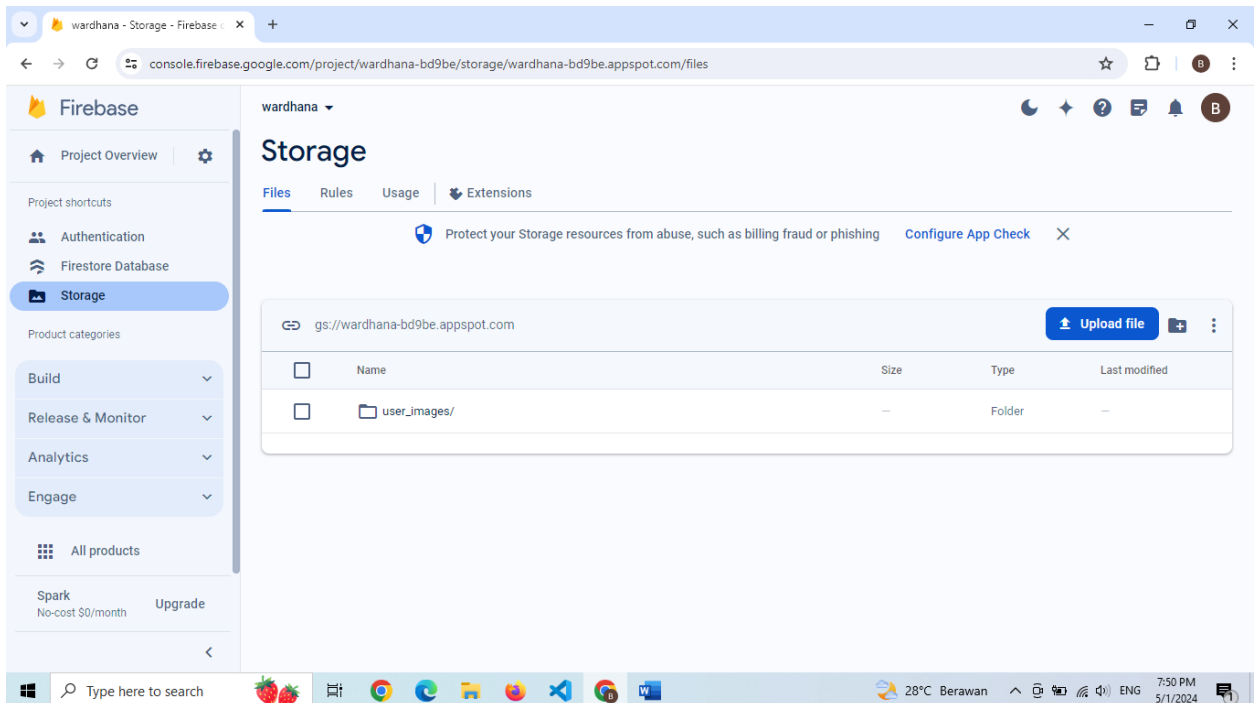 wardhana - Storage - Firebase c
console.firebase.google.com/project/wardhana-bd9be/storage/wardhana-bd9be.appspot.com/files
B
Firebase
Project Overview
Project shortcuts
Authentication
Firestore Database
Storage
Product categories
Build
Release & Monitor
Analytics
Engage
All products
Spark
No-cost $0/month
Upgrade
wardhana
B
Storage
Files Rules Usage Extensions
Protect your Storage resources from abuse, such as billing fraud or phishing Configure App Check
gs://wardhana-bd9be.appspot.com
Upload file
Name Size Type Last modified
user_images/ — Folder —
Type here to search
28°C Berawan
ENG
7:50 PM
5/1/2024
1